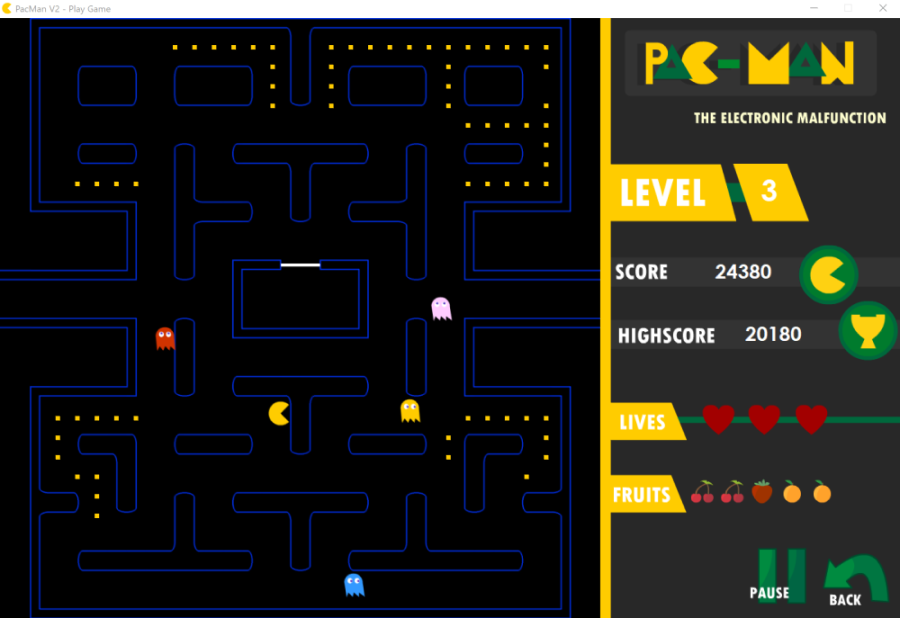 PacMan V2 - Play Game
PAC-MAN
THE ELECTRONIC MALFUNCTION
LEVEL 3
SCORE 24380
HIGHSCORE 20180
LIVES
FRUITS
PAUSE
BACK